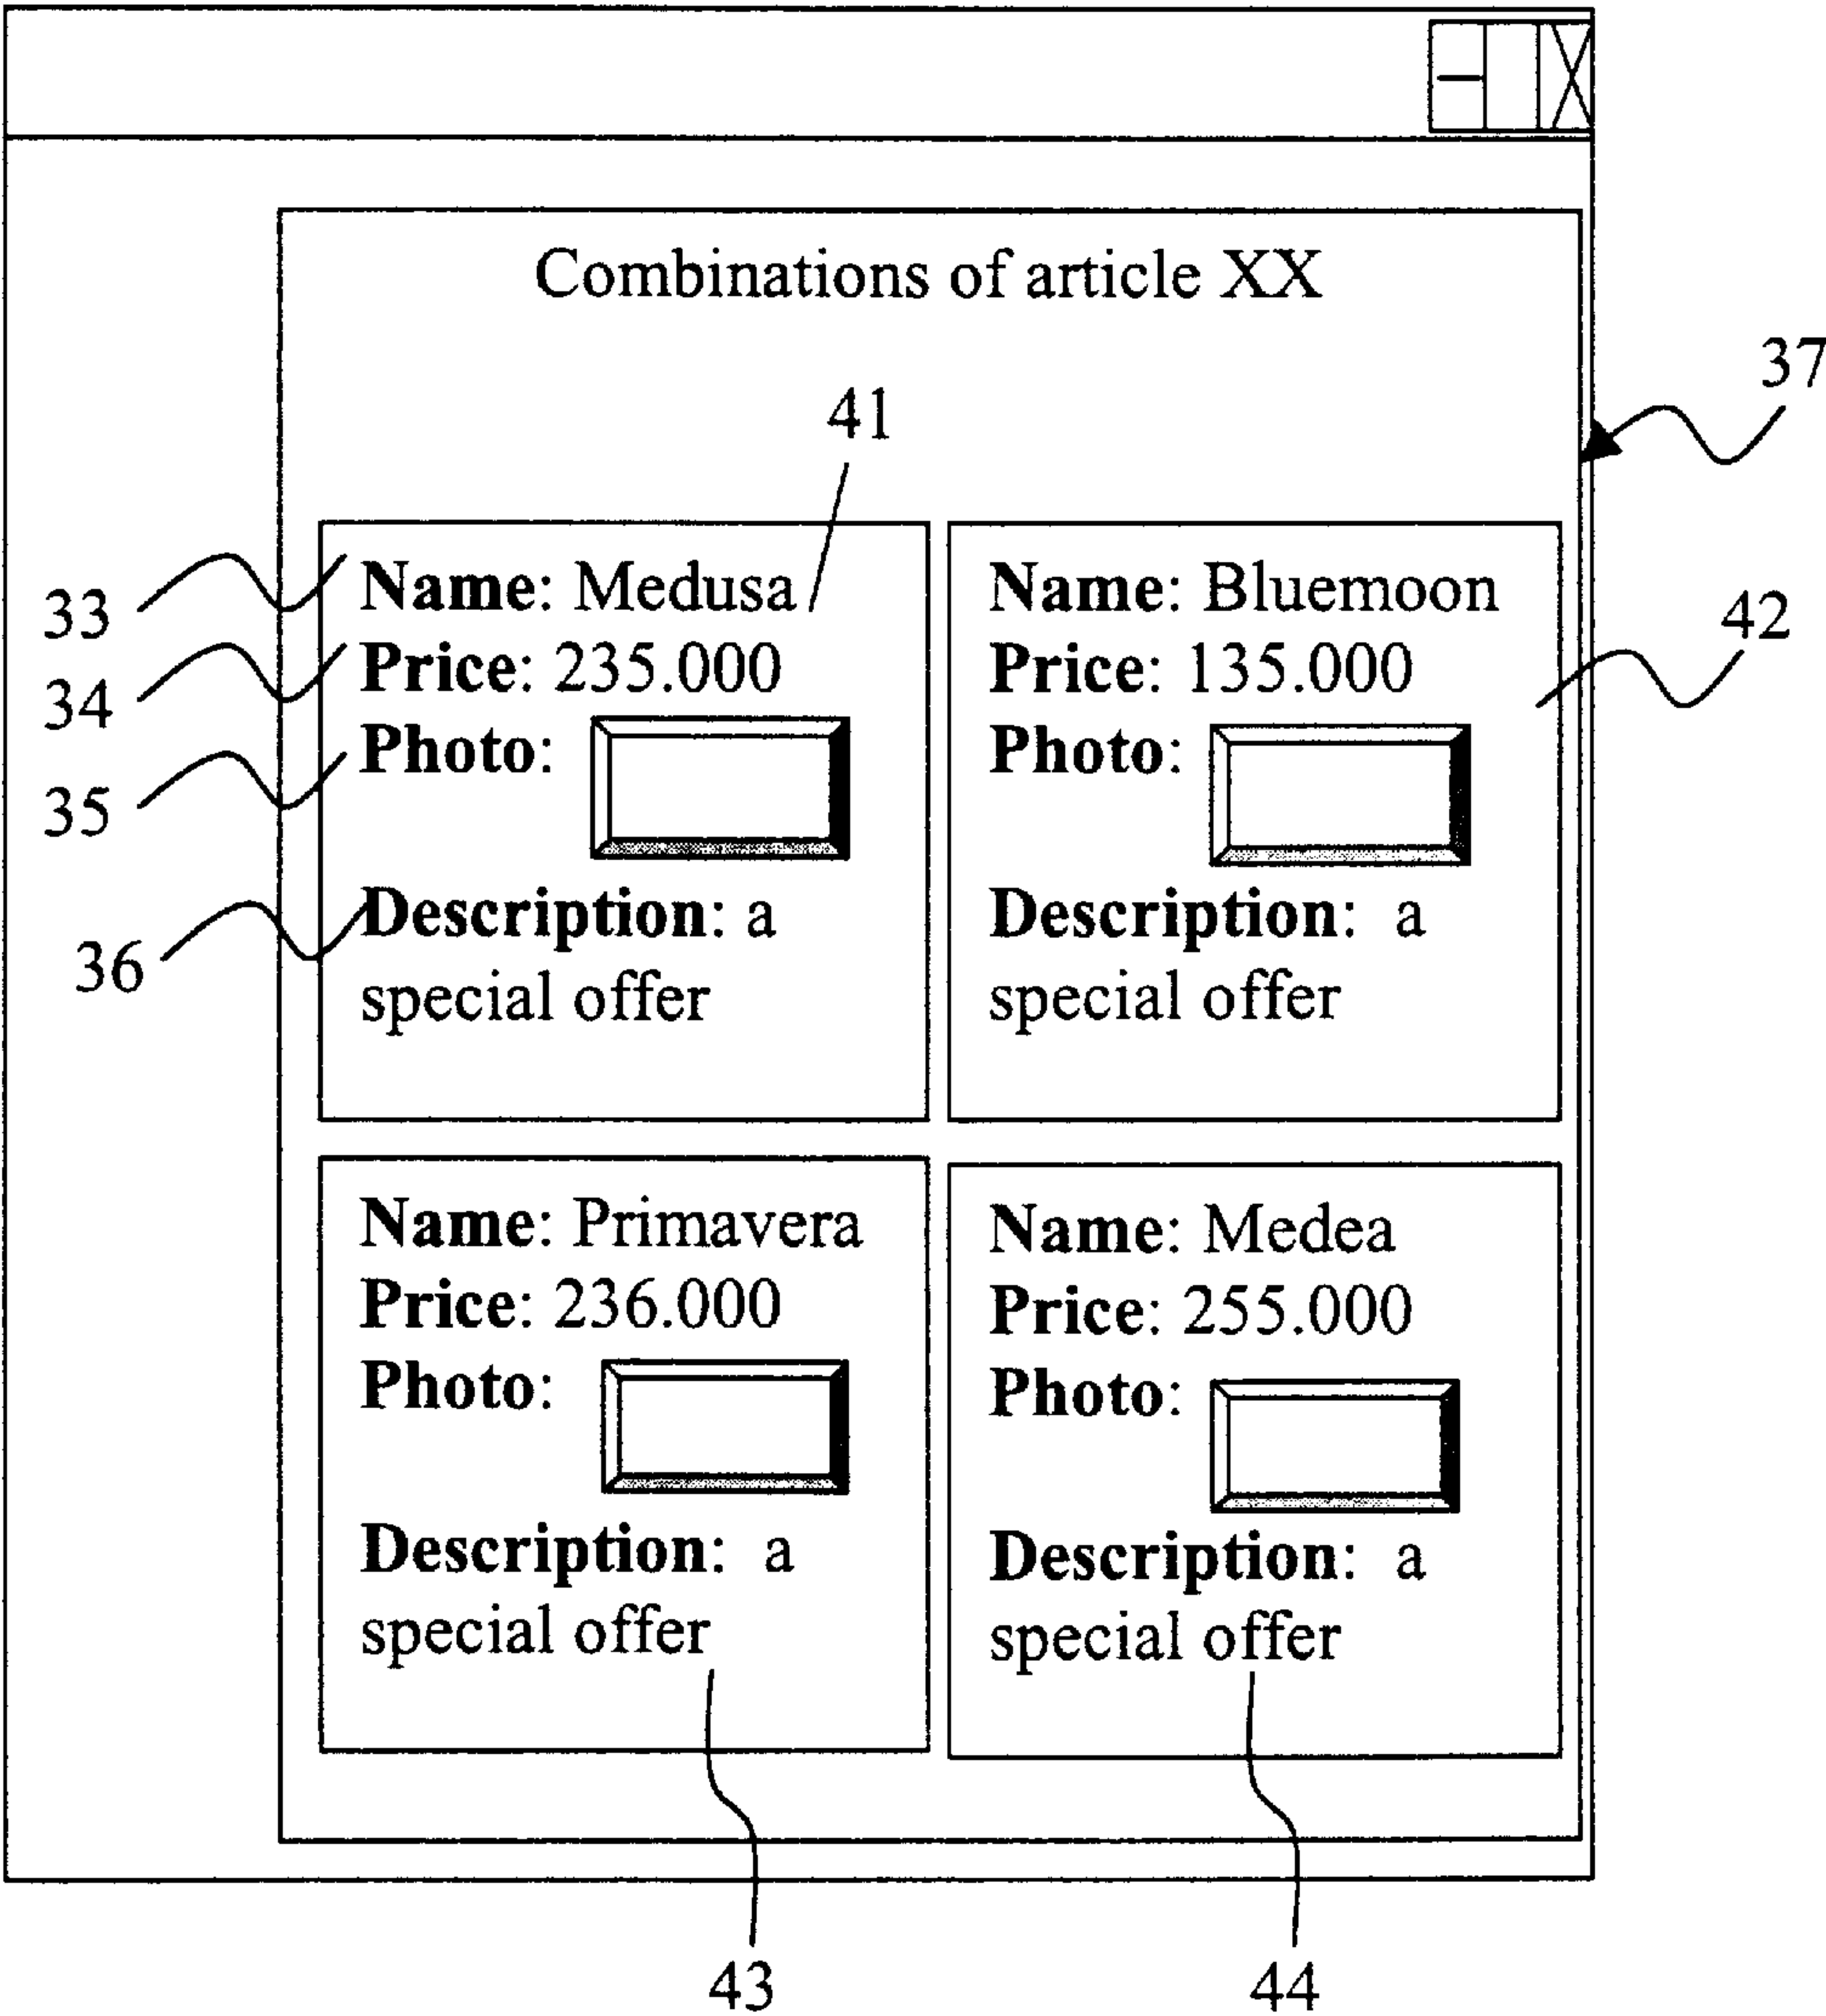 Combinations of article XX
37
41
33
34
35
36
Name: Medusa
Price: 235.000
Photo:
Description: a
special offer
Name: Bluemoon
Price: 135.000
Photo:
Description: a
special offer
42
Name: Primavera
Price: 236.000
Photo:
Description: a
special offer
Name: Medea
Price: 255.000
Photo:
Description: a
special offer
43
44